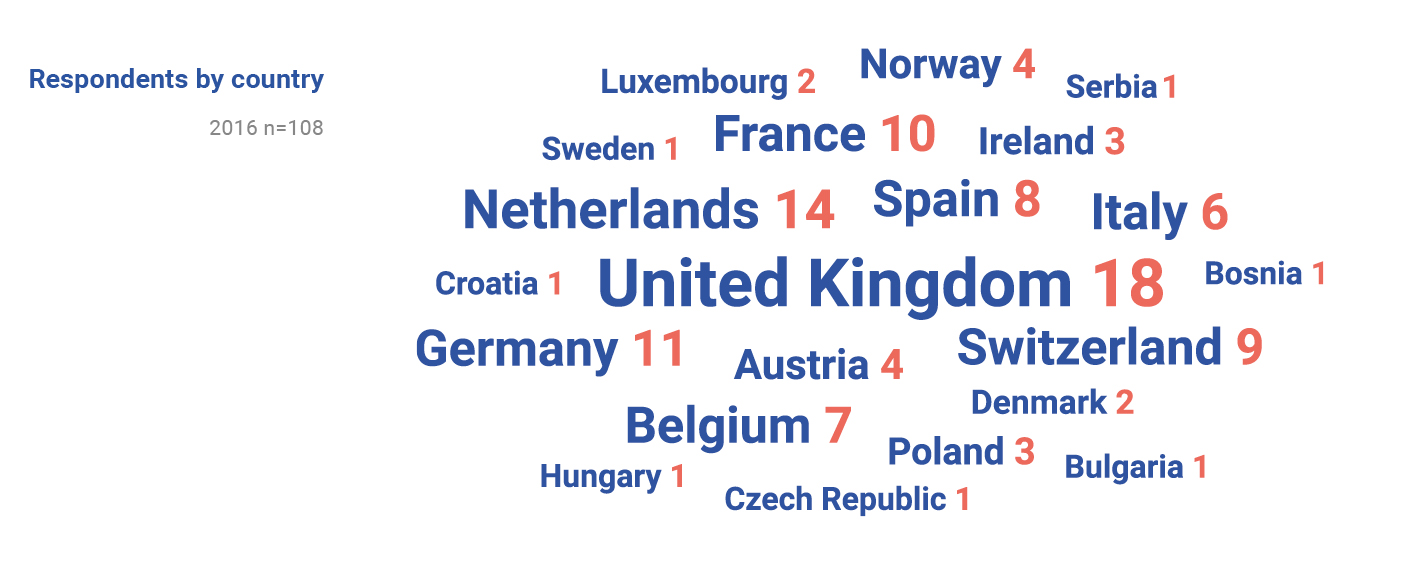 Respondents by country
2016 n=108
Norway 4
Luxembourg 2
Serbia 1
France 10
Ireland 3
Sweden 1
Netherlands 14
Spain 8
Italy 6
Croatia 1
United Kingdom 18
Bosnia 1
Germany 11
Austria 4
Switzerland 9
Denmark 2
Belgium 7
Poland 3
Bulgaria 1
Hungary 1
Czech Republic 1